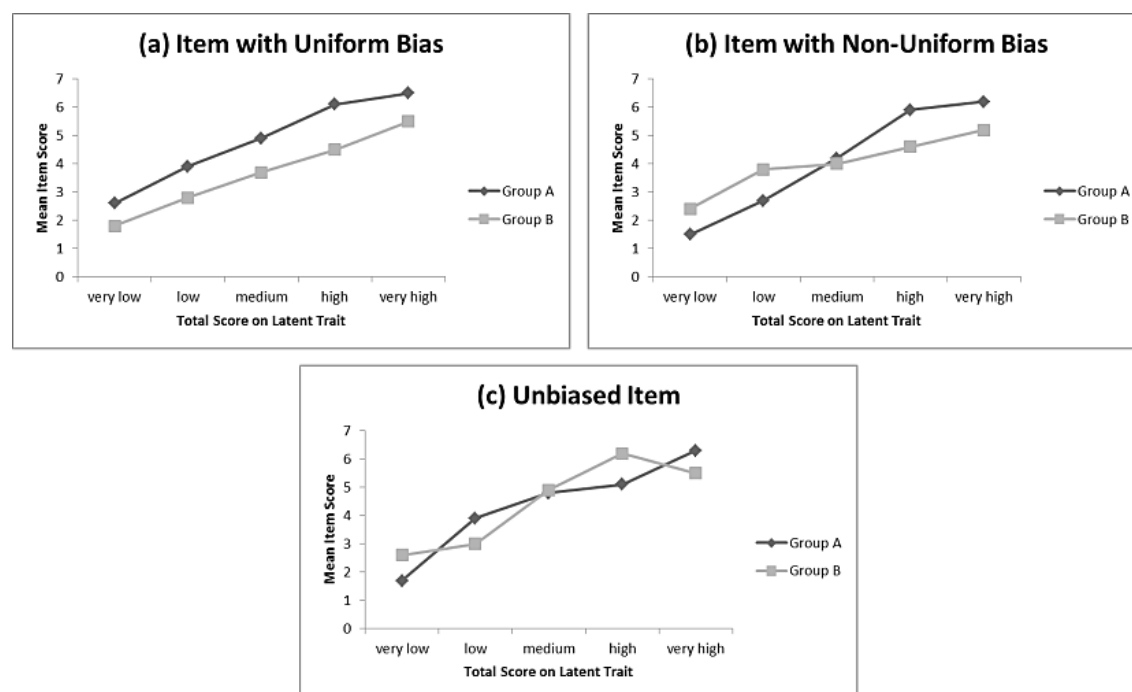 (a) Item with Uniform Bias
7
6
5
4
3
2
1
0
Mean Item Score
very low low medium high very high
Total Score on Latent Trait
Group A
Group B
(b) Item with Non-Uniform Bias
7
6
5
4
3
2
1
0
Mean Item Score
very low low medium high very high
Total Score on Latent Trait
Group A
Group B
(c) Unbiased Item
7
6
5
4
3
2
1
0
Mean Item Score
very low low medium high very high
Total Score on Latent Trait
Group A
Group B